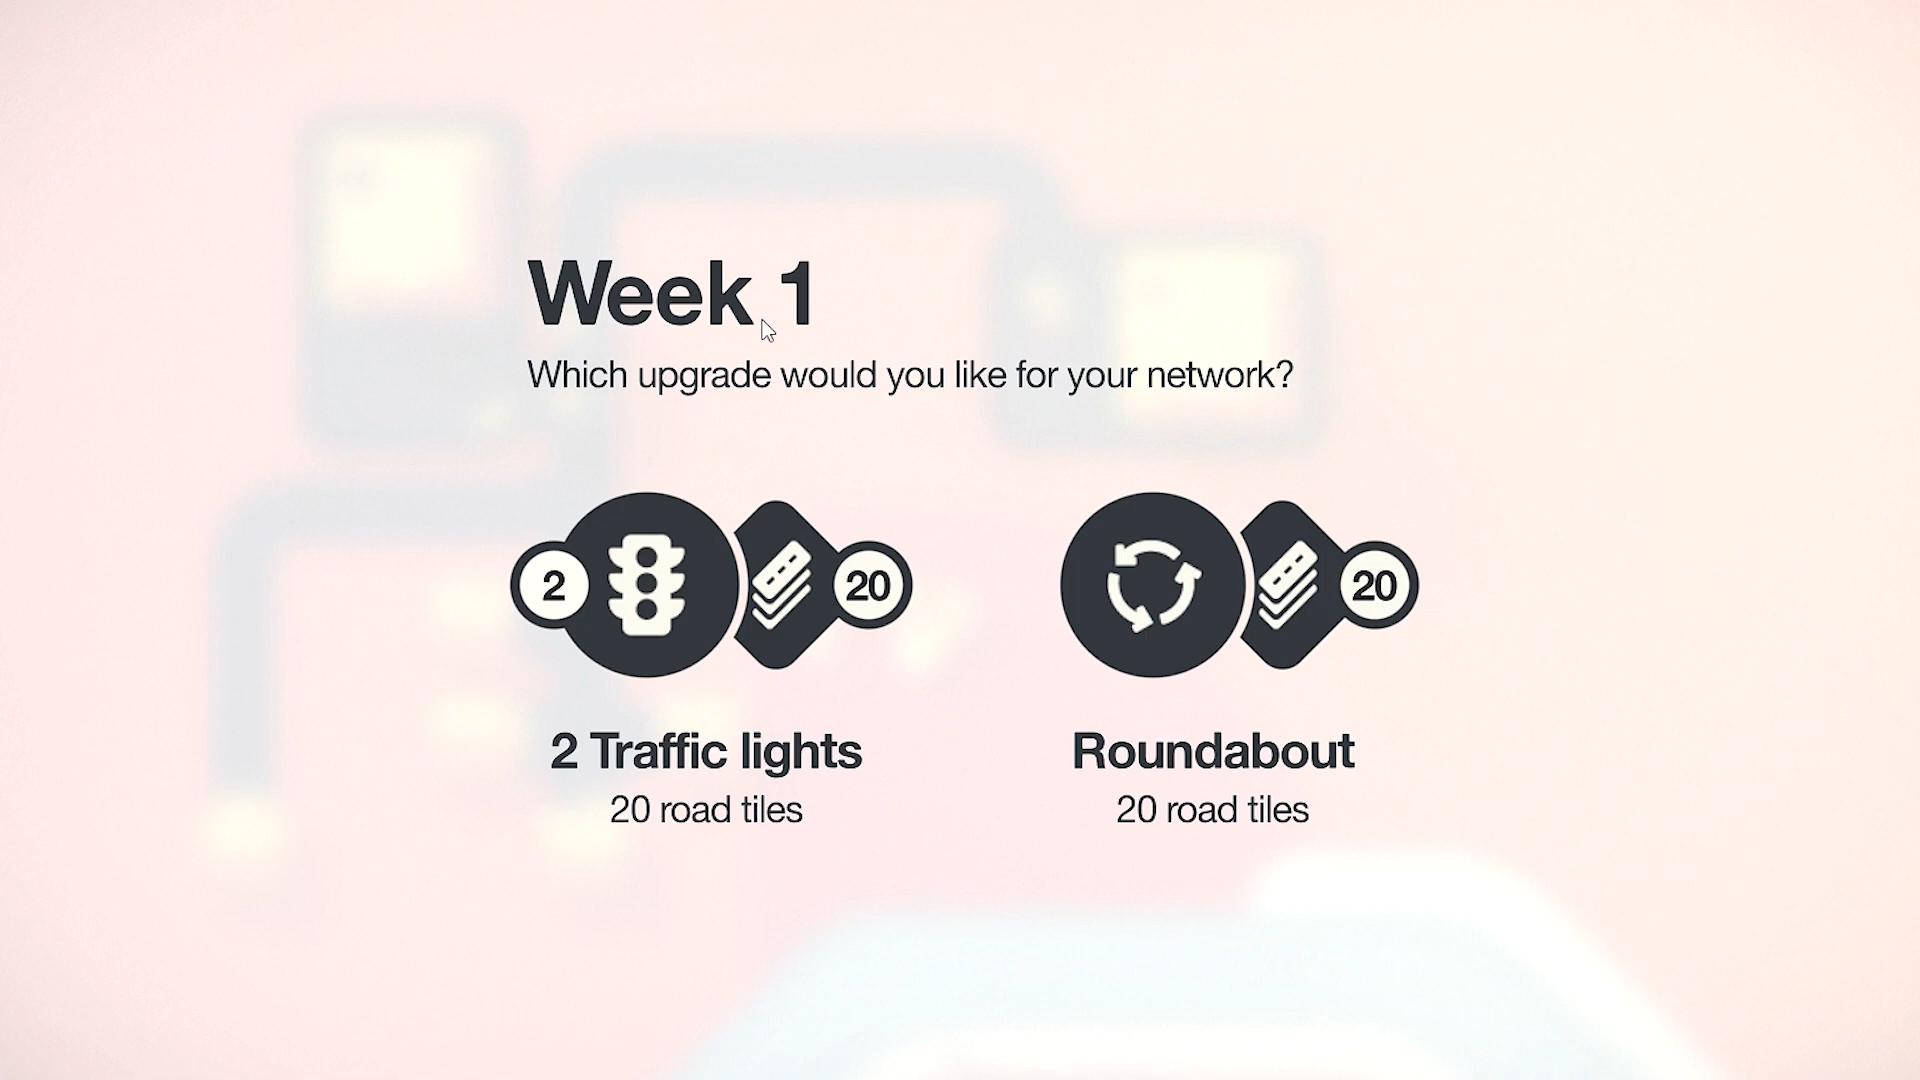 Week 1
Which upgrade would you like for your network?
2
20
20
2 Traffic lights
Roundabout
20 road tiles
20 road tiles